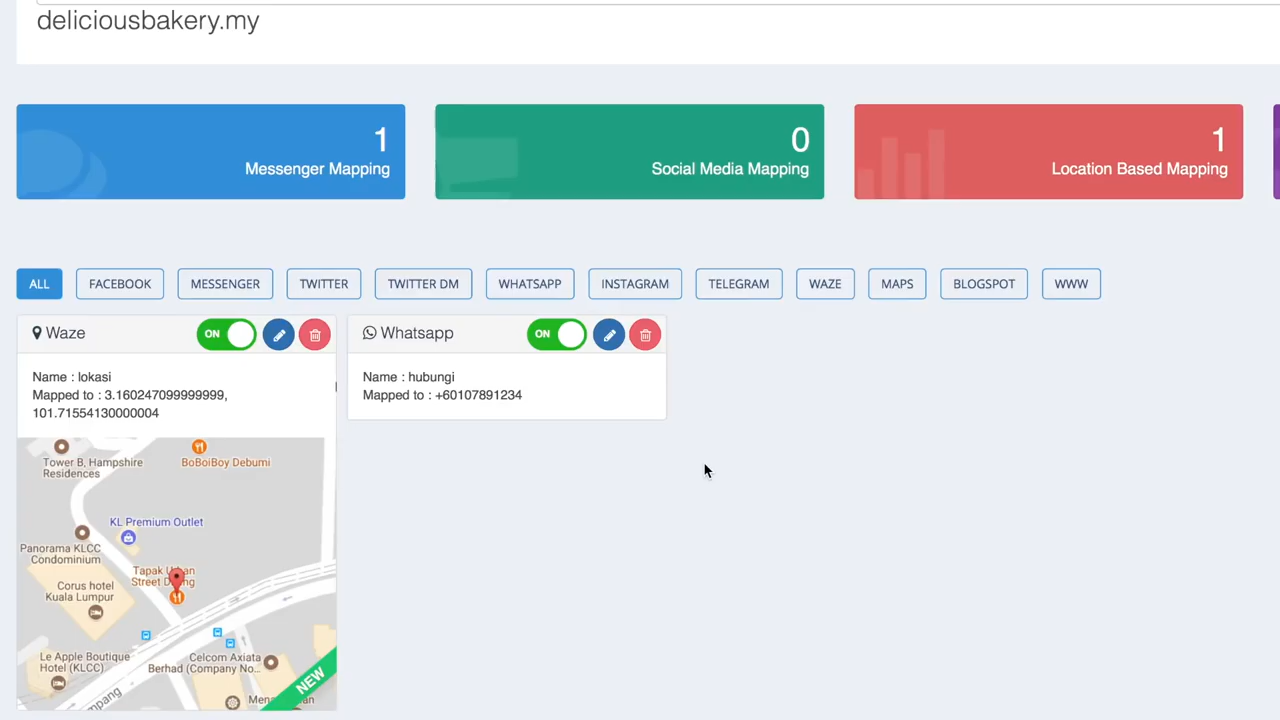 deliciousbakery.my
1
Messenger Mapping
0
Social Media Mapping
1
Location Based Mapping
ALL
FACEBOOK
MESSENGER
TWITTER
TWITTER DM
WHATSAPP
INSTAGRAM
TELEGRAM
WAZE
MAPS
BLOGSPOT
WWW
Waze
ON
Name : lokasi
Mapped to : 3.160247099999999,
101.71554130000004
Whatsapp
ON
Name : hubungi
Mapped to : +60107891234
Tower B, Hampshire
Residences
BoBoiBoy Debumi
KL Premium Outlet
Panorama KLCC
Condominium
Tapak
Street
Corus hotel
Kuala Lumpur
Le Apple Boutique
Hotel (KLCC)
Celcom Axiata
Berhad (Company No...
NEW